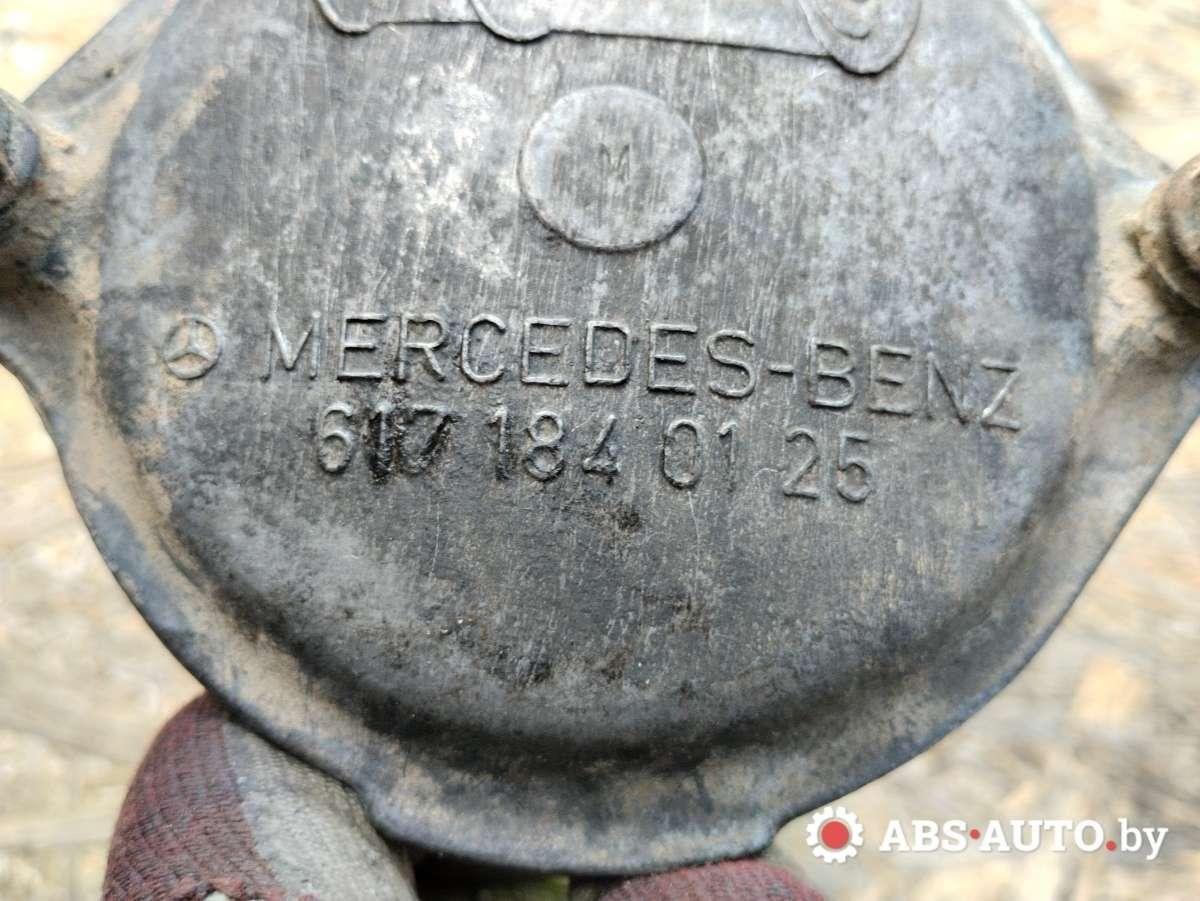 M
MERCEDES-BENZ
617 184 01 25
ABS-AUTO.by